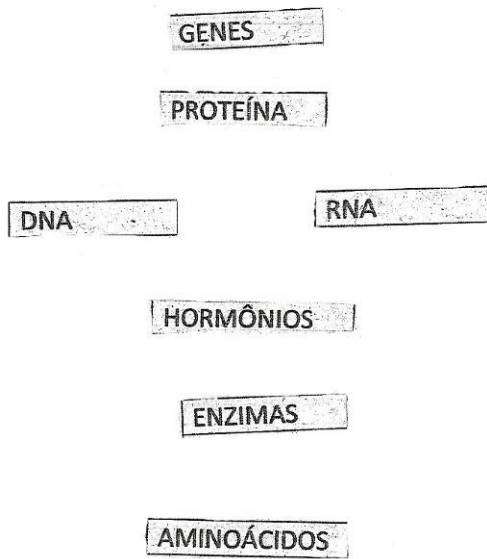 GENES
PROTEÍNA
DNA
RNA
HORMÔNIOS
ENZIMAS
AMINOÁCIDOS